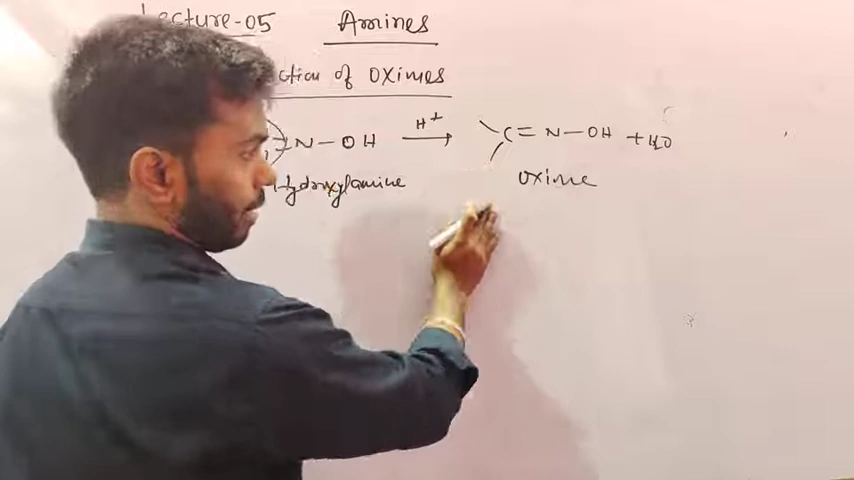 Lecture-05 Amines
ction of Oximes
N-OH H+ → C=N-OH + H2O
Hydroxylamine Oxime